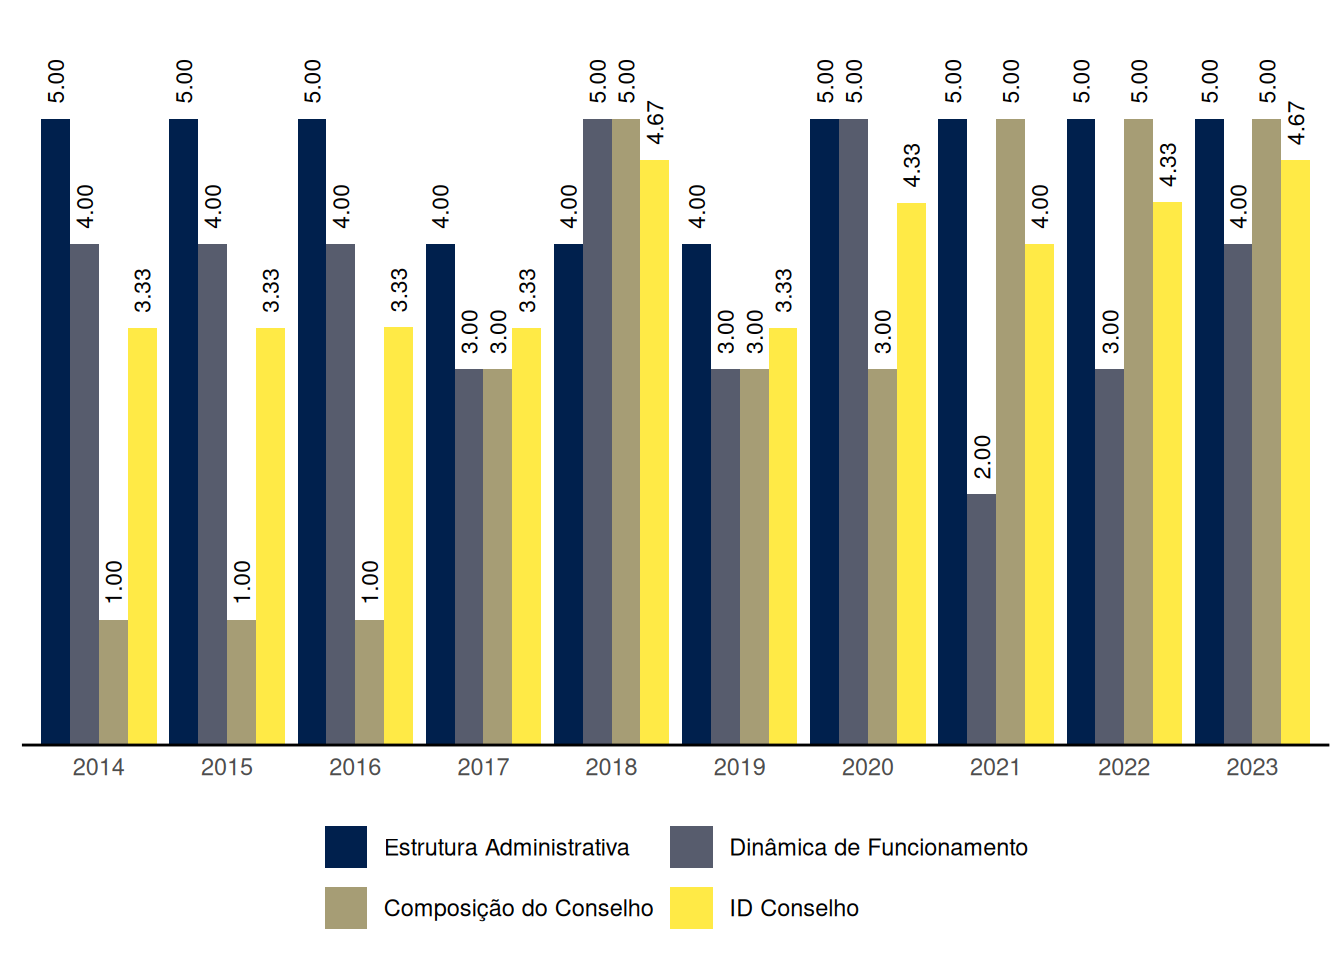 5.00 4.00 1.00 3.33 5.00 4.00 1.00 3.33 5.00 4.00 1.00 3.33 4.00 3.00 3.00 3.33 4.00 5.00 5.00 4.67 4.00 3.00 3.00 3.33 5.00 5.00 3.00 4.33 5.00 2.00 5.00 4.00 5.00 3.00 5.00 4.33 5.00 4.00 5.00 4.67
2014 2015 2016 2017 2018 2019 2020 2021 2022 2023
Estrutura Administrativa Dinâmica de Funcionamento
Composição do Conselho ID Conselho